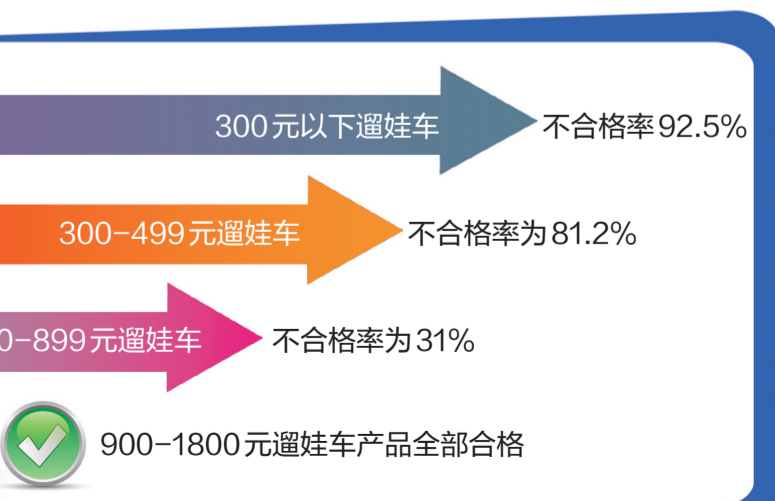 300元以下遛娃车 不合格率92.5%
300-499元遛娃车 不合格率为81.2%
0-899元遛娃车 不合格率为31%
900-1800元遛娃车产品全部合格